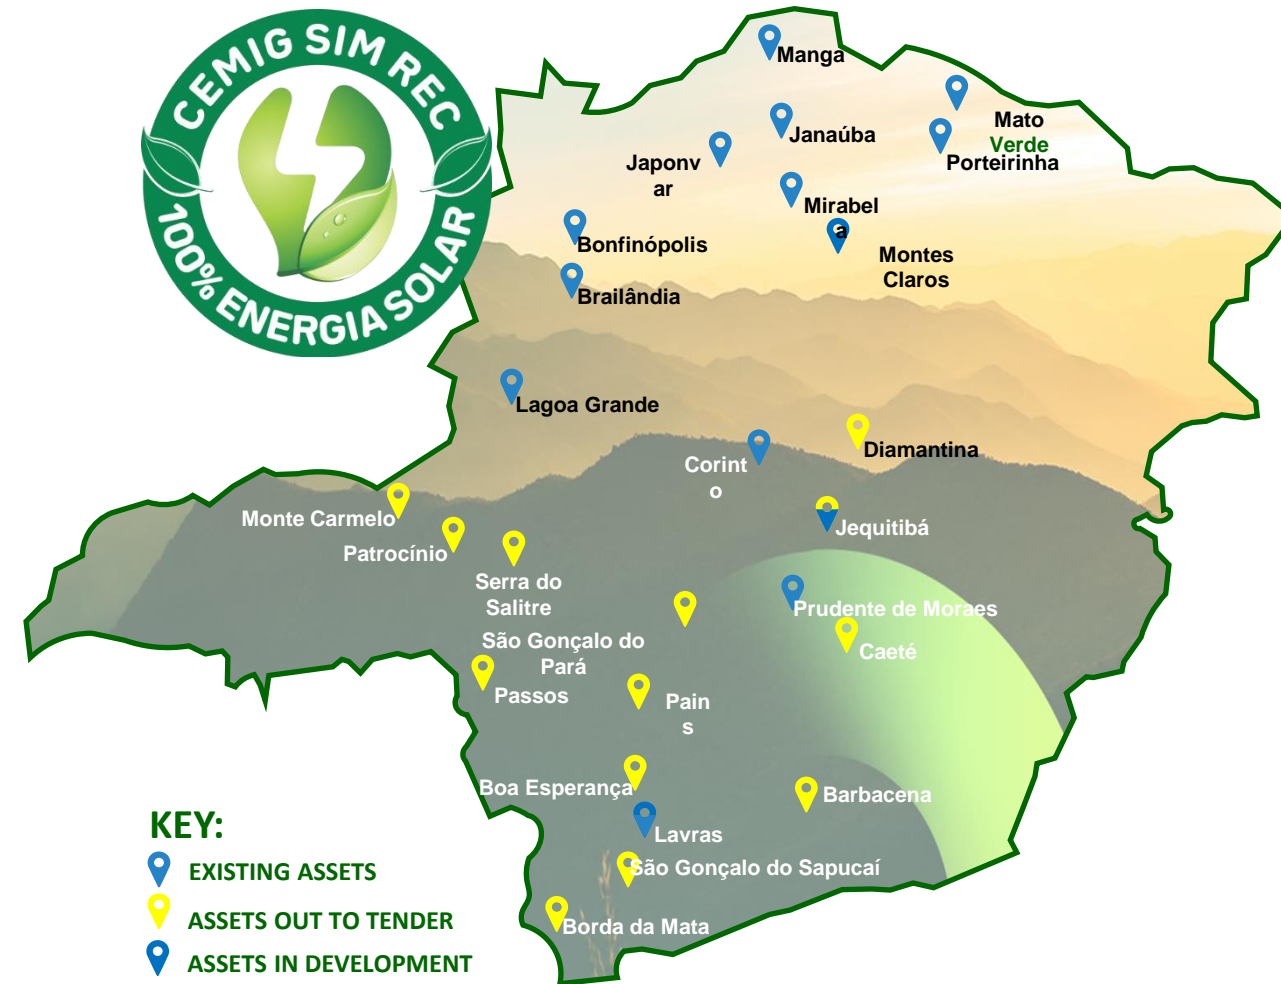 CEMIG SIM REC
100% ENERGIA SOLAR
Manga
Mato
Verde
Janaúba
Porteirinha
Japonv
ar
Mirabel
a
Bonfinópolis
Montes
Claros
Brailândia
Lagoa Grande
Diamantina
Corint
o
Monte Carmelo
Jequitibá
Patrocínio
Serra do
Salitre
Prudente de Moraes
São Gonçalo do
Pará
Caeté
Passos
Pain
s
Boa Esperança
Barbacena
Lavras
São Gonçalo do Sapucaí
Borda da Mata
KEY:
EXISTING ASSETS
ASSETS OUT TO TENDER
ASSETS IN DEVELOPMENT